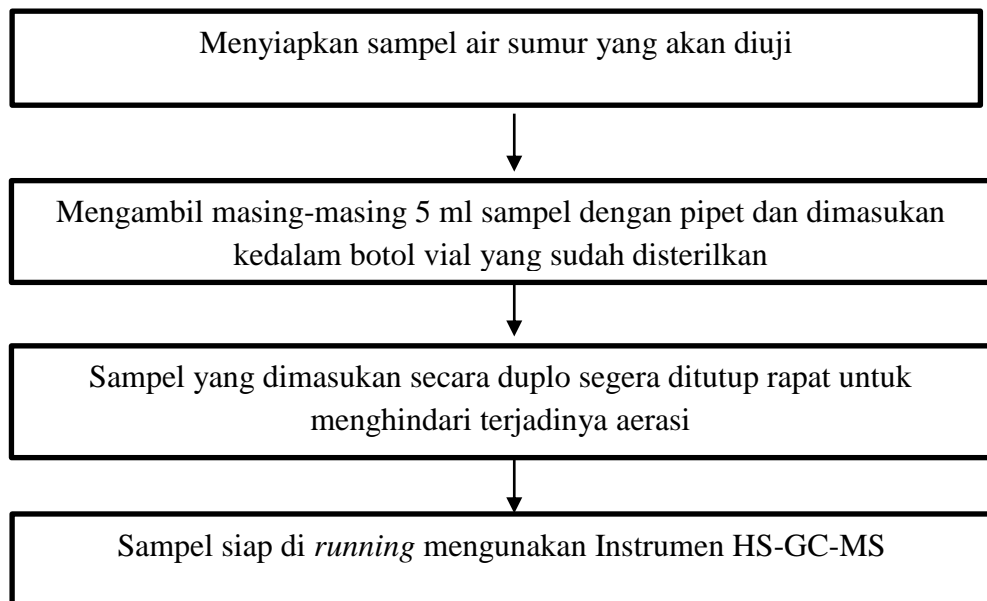 Menyiapkan sampel air sumur yang akan diuji
Mengambil masing-masing 5 ml sampel dengan pipet dan dimasukan
kedalam botol vial yang sudah disterilkan
Sampel yang dimasukan secara duplo segera ditutup rapat untuk
menghindari terjadinya aerasi
Sampel siap di running mengunakan Instrumen HS-GC-MS